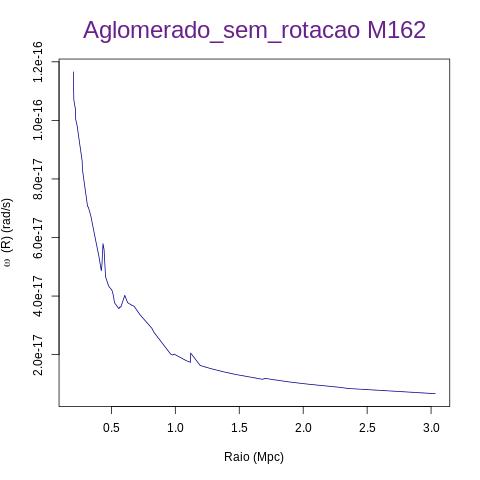 Aglomerado_sem_rotacao M162
ω (R) (rad/s)
1.2e-16
1.0e-16
8.0e-17
6.0e-17
4.0e-17
2.0e-17
0.5 1.0 1.5 2.0 2.5 3.0
Raio (Mpc)